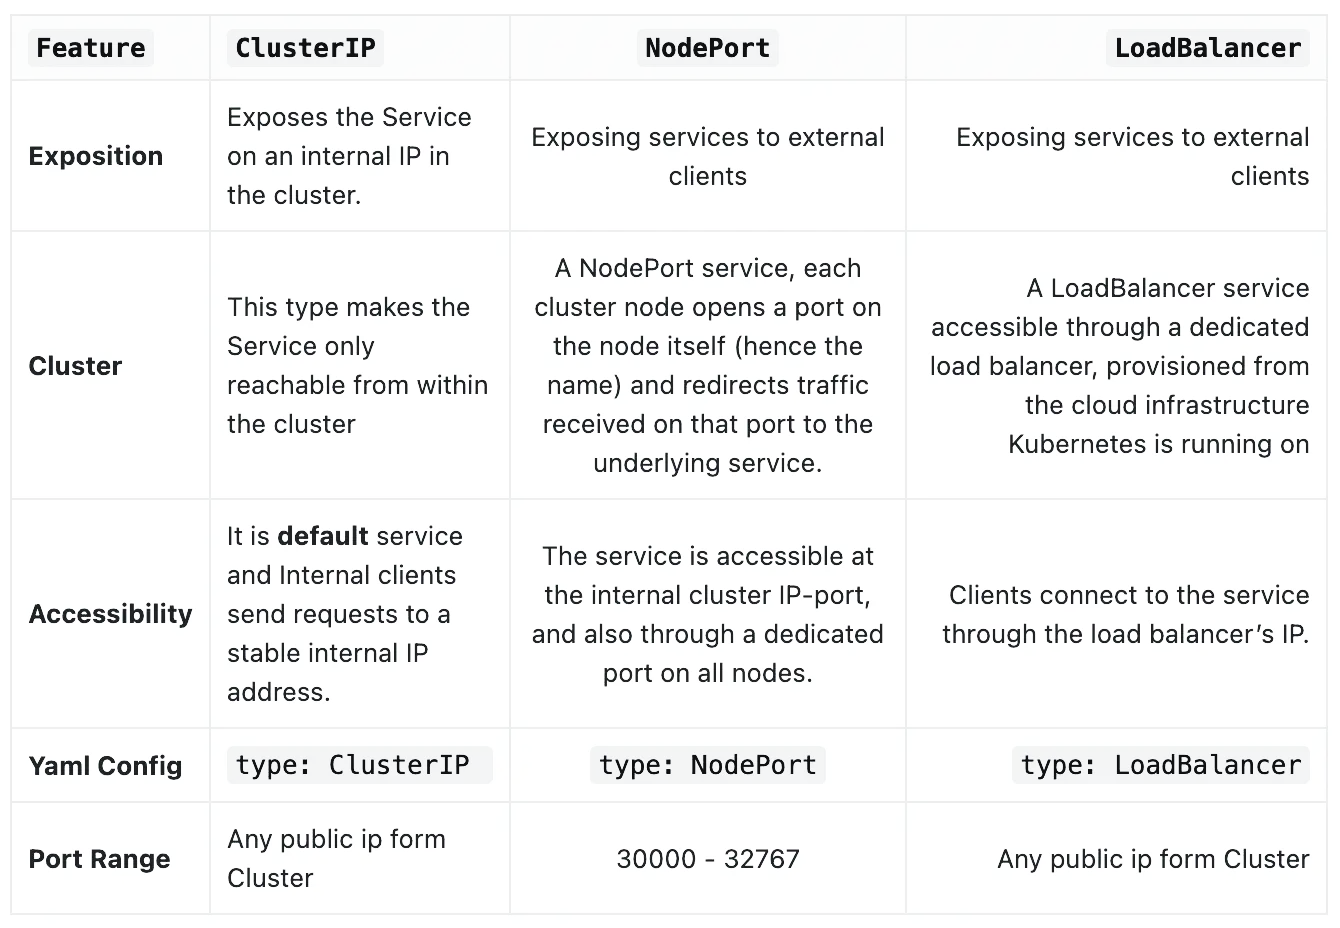 Feature
ClusterIP
NodePort
LoadBalancer
Exposition
Exposes the Service
on an internal IP in
the cluster.
Exposing services to external
clients
Exposing services to external
clients
Cluster
This type makes the
Service only
reachable from within
the cluster
A NodePort service, each
cluster node opens a port on
the node itself (hence the
name) and redirects traffic
received on that port to the
underlying service.
A LoadBalancer service
accessible through a dedicated
load balancer, provisioned from
the cloud infrastructure
Kubernetes is running on
Accessibility
It is default service
and Internal clients
send requests to a
stable internal IP
address.
The service is accessible at
the internal cluster IP-port,
and also through a dedicated
port on all nodes.
Clients connect to the service
through the load balancer’s IP.
Yaml Config
type: ClusterIP
type: NodePort
type: LoadBalancer
Port Range
Any public ip form
Cluster
30000 - 32767
Any public ip form Cluster